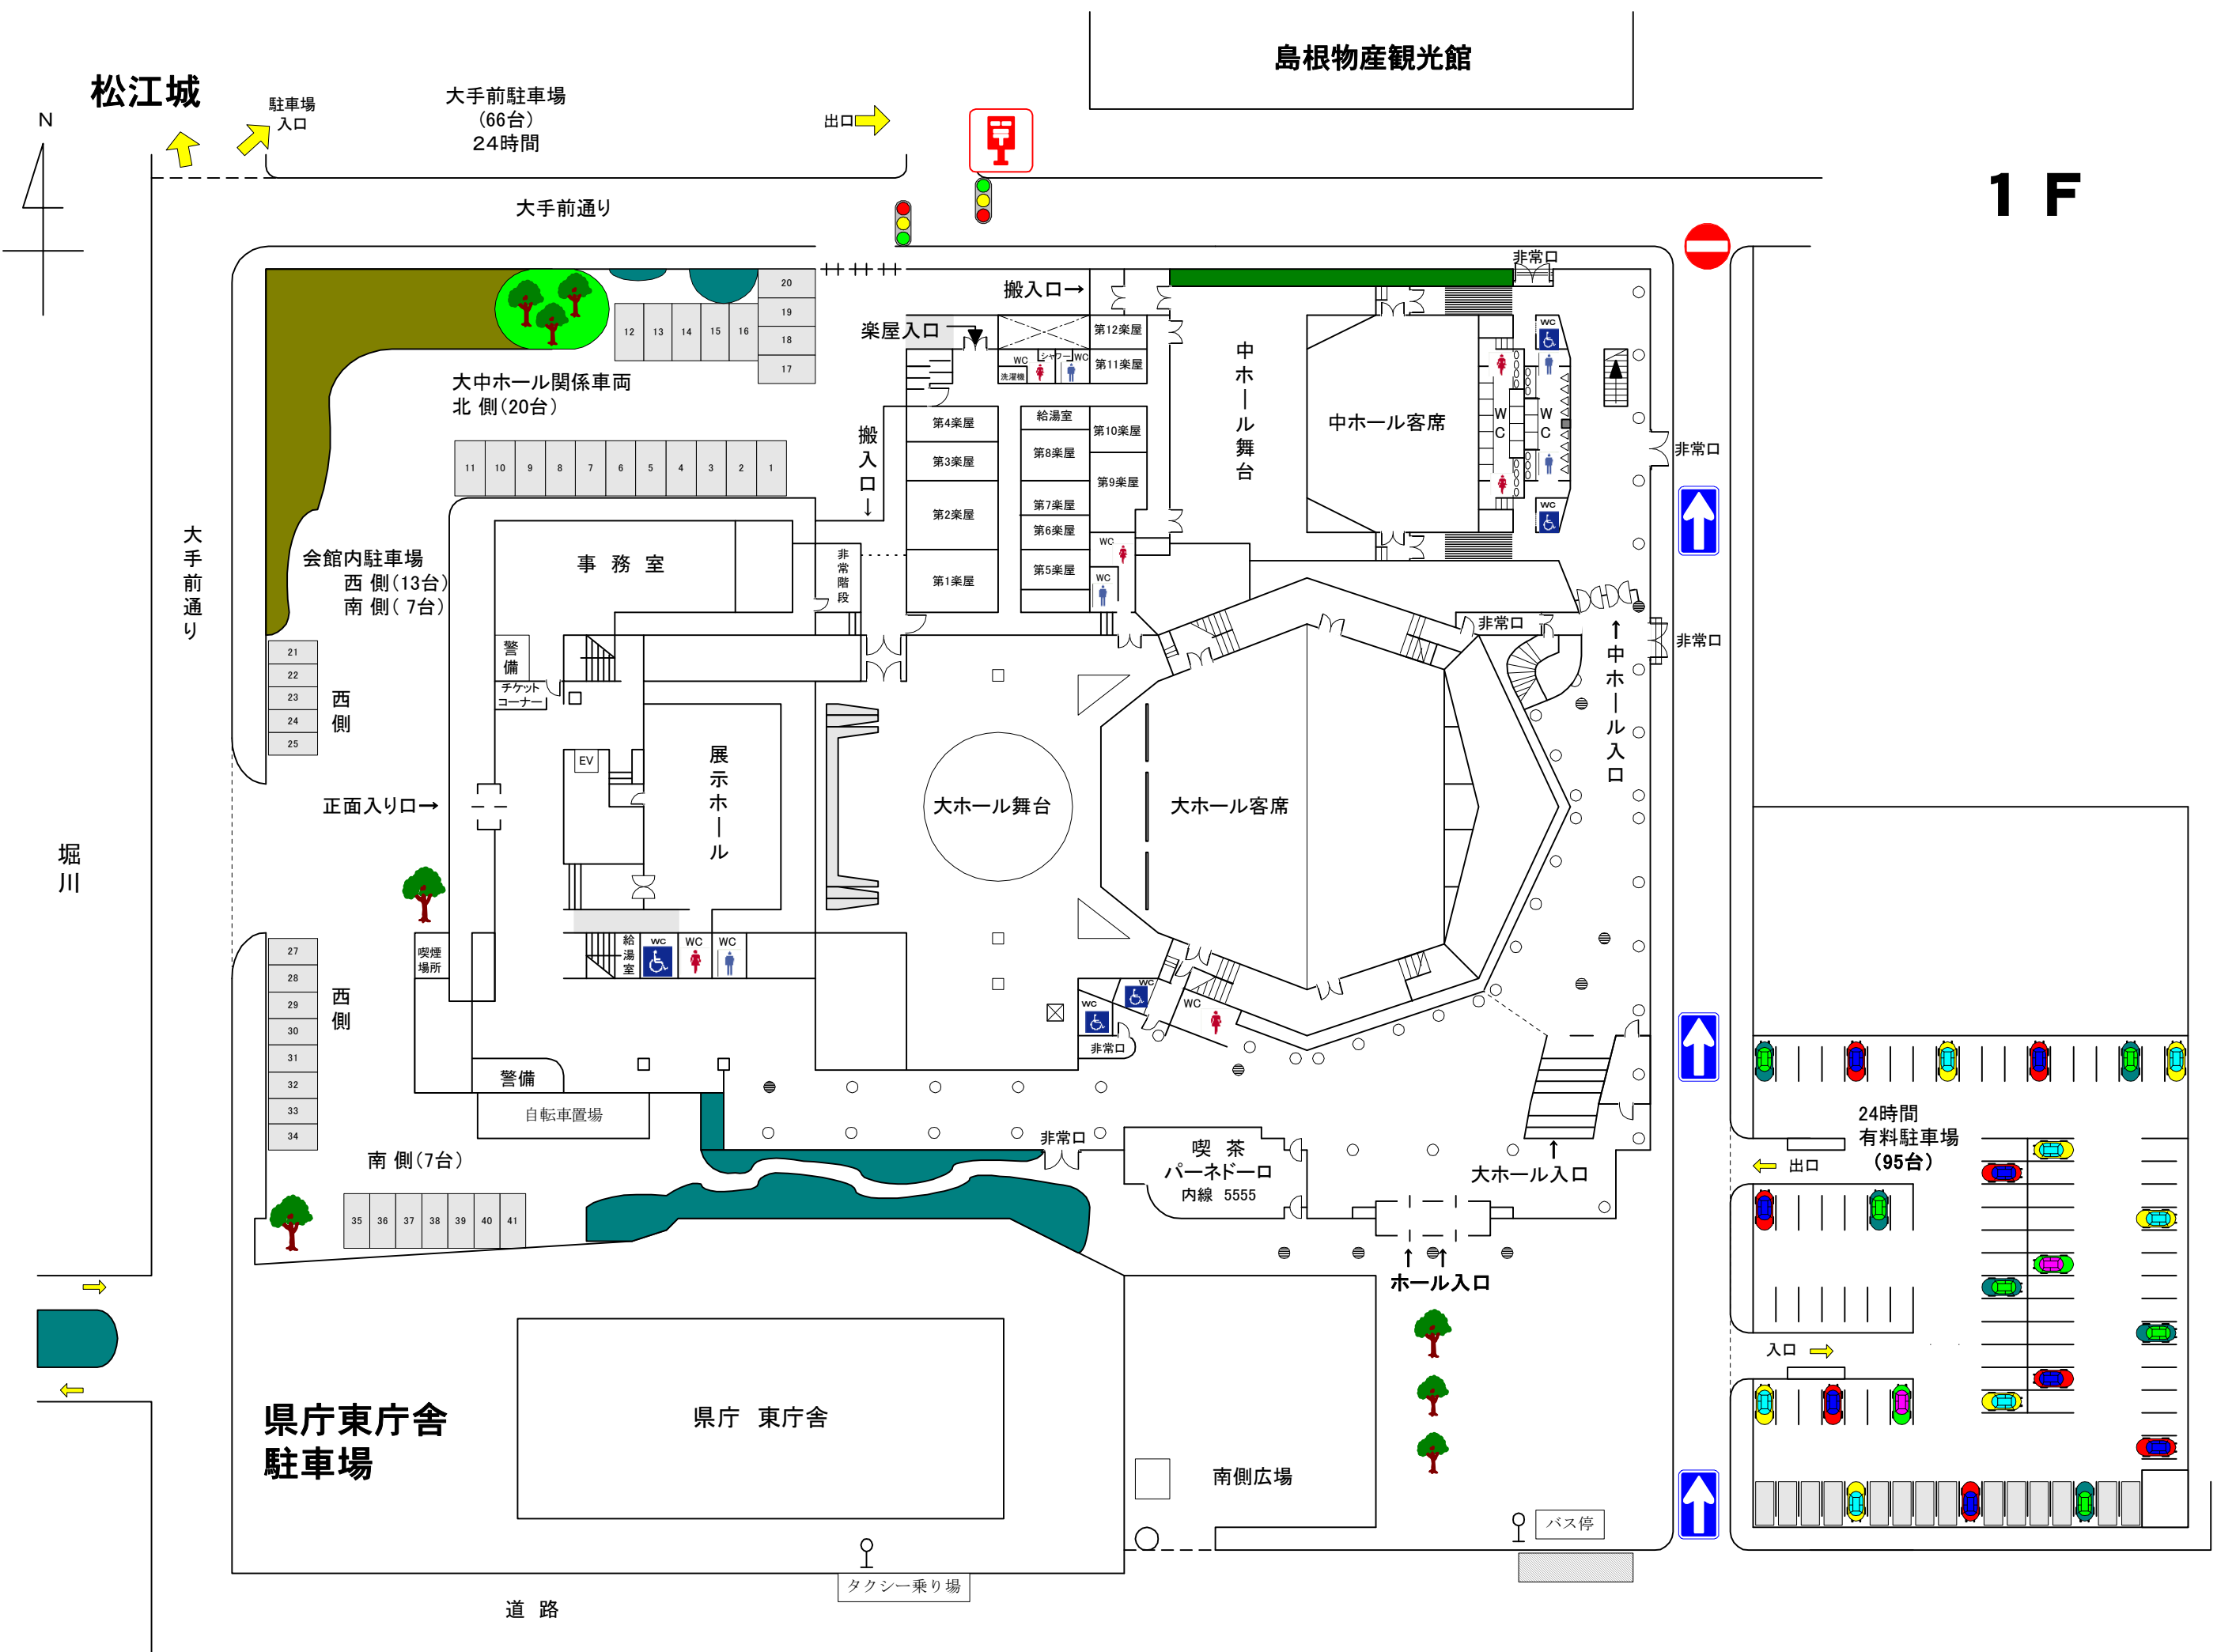 島根物産観光館
松江城
駐車場
入口
大手前駐車場
(66台)
24時間
出口
N
1F
大手前通り
非常口
搬入口→
楽屋入口
20
19
18
17
12 13 14 15 16
大中ホール関係車両
北 側(20台)
11 10 9 8 7 6 5 4 3 2 1
第12楽屋
第11楽屋
WC
シャワー
WC
洗濯機
搬入口↓
第4楽屋
第3楽屋
第2楽屋
第1楽屋
給湯室
第8楽屋
第7楽屋
第6楽屋
第5楽屋
第10楽屋
第9楽屋
WC
WC
中ホール舞台
中ホール客席
WC
WC
WC
WC
非常口
非常口
非常口
↑中ホール入口
大手前通り
会館内駐車場
西 側(13台)
南 側( 7台)
事 務 室
非常階段
警備
チケット
コーナー
21
22
23
24
25
西側
EV
展示ホール
大ホール舞台
大ホール客席
正面入り口→
堀川
喫煙
場所
給湯室
WC
WC
WC
27
28
29
30
31
32
33
34
西側
WC
WC
WC
非常口
警備
自転車置場
南 側(7台)
35 36 37 38 39 40 41
非常口
喫 茶
パーネドーロ
内線 5555
↑
大ホール入口
↑ ↑
ホール入口
24時間
有料駐車場
(95台)
出口
入口
県庁東庁舎
駐車場
県庁 東庁舎
南側広場
バス停
タクシー乗り場
道 路